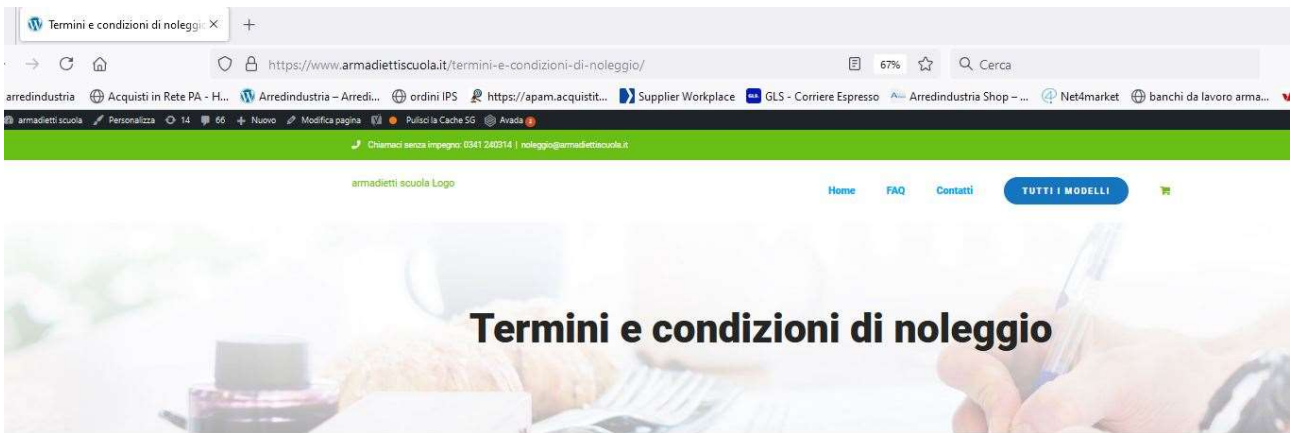 Termini e condizioni di noleggio
https://www.armadiettiscuola.it/termini-e-condizioni-di-noleggio/ 67% Cerca
arredindustria Acquisti in Rete PA - H... Arredindustria – Arredi... ordini IPS https://apam.acquistit... Supplier Workplace GLS - Corriere Espresso Arredindustria Shop – ... Net4market banchi da lavoro arma...
armadietti scuola Personalizza 14 66 Nuovo Modifica pagina Pulisci la Cache SG Avada 3
Chiamaci senza impegno: 0341 240314 | noleggio@armadiettiscuola.it
armadietti scuola Logo Home FAQ Contatti TUTTI I MODELLI
Termini e condizioni di noleggio